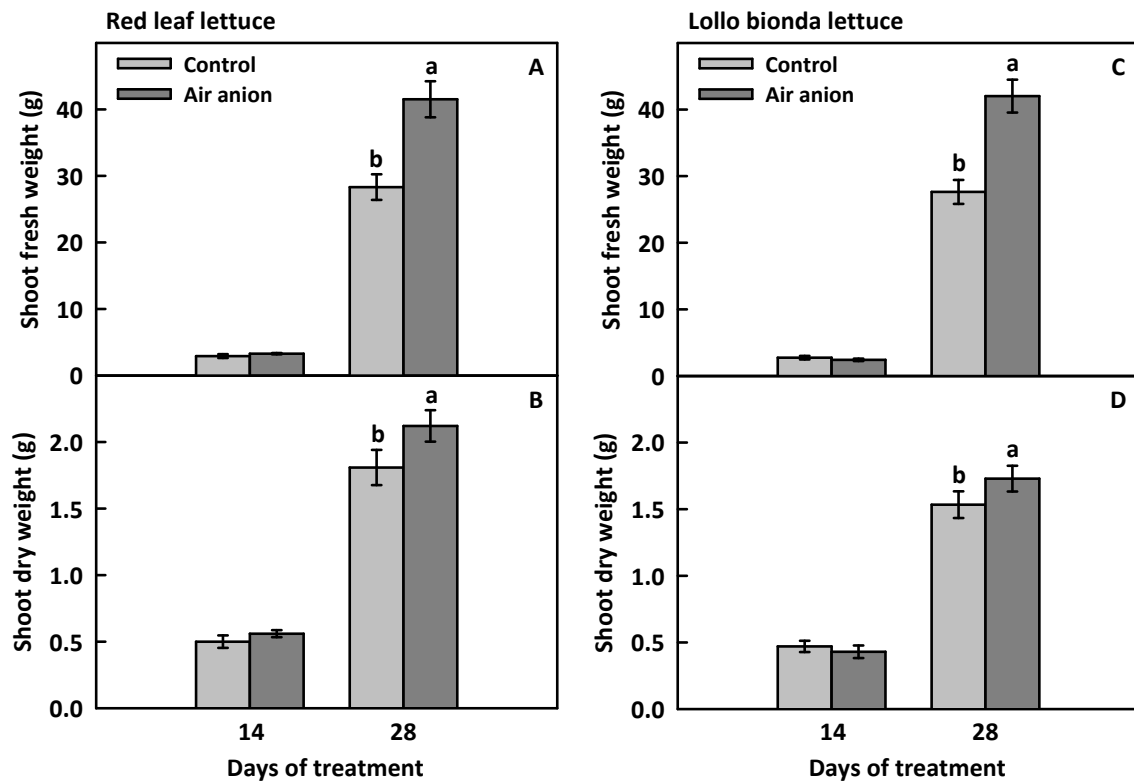 Red leaf lettuce
Control
Air anion
A
a
b
40
30
20
10
0
Shoot fresh weight (g)
B
a
b
2.0
1.5
1.0
0.5
0.0
Shoot dry weight (g)
14 28
Days of treatment
Lollo bionda lettuce
Control
Air anion
C
a
b
40
30
20
10
0
Shoot fresh weight (g)
D
a
b
2.0
1.5
1.0
0.5
0.0
Shoot dry weight (g)
14 28
Days of treatment